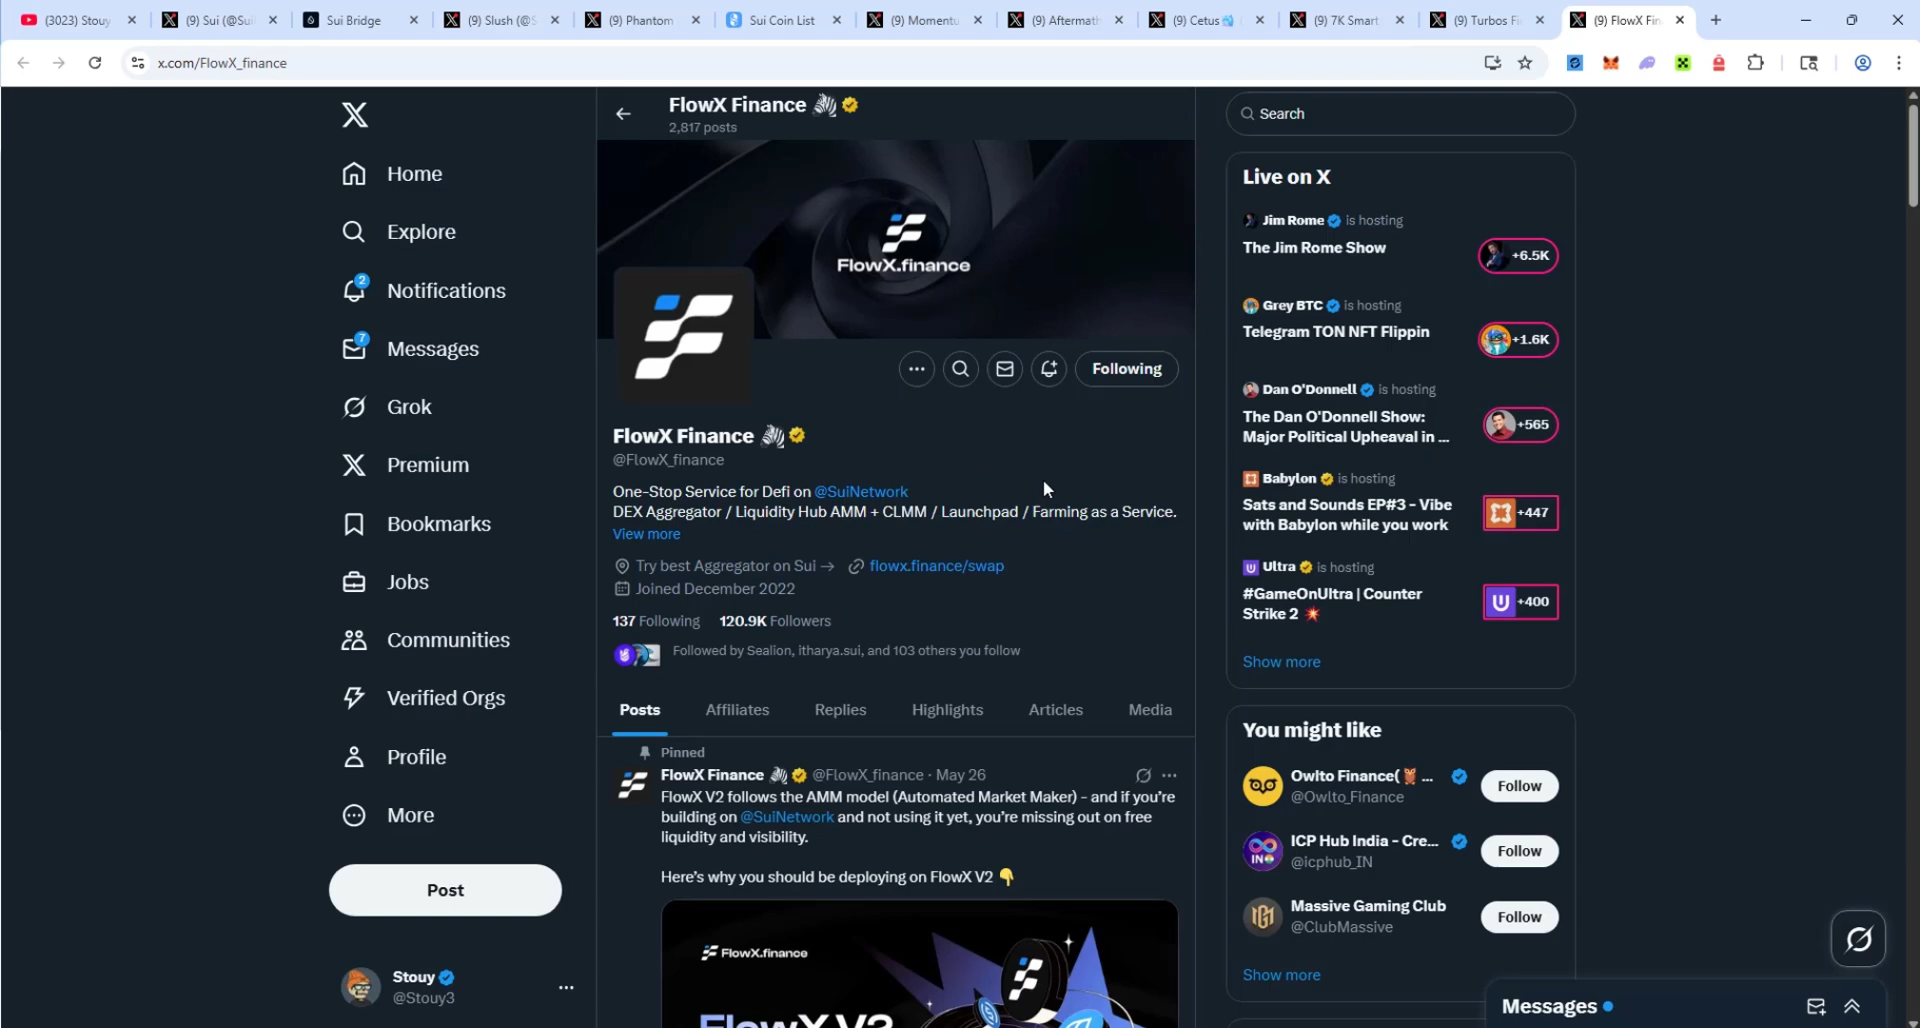 (3023) Stouy
(9) Sui (@Sui
Sui Bridge
(9) Slush (@S
(9) Phantom
Sui Coin List
(9) Momentu
(9) Aftermath
(9) Cetus
(9) 7K Smart
(9) Turbos Fi
(9) FlowX Fin
x.com/FlowX_finance
Home
Explore
2
Notifications
7
Messages
Grok
Premium
Bookmarks
Jobs
Communities
Verified Orgs
Profile
More
Post
Stouy
@Stouy3
FlowX Finance
2,817 posts
FlowX.finance
Following
FlowX Finance
@FlowX_finance
One-Stop Service for Defi on @SuiNetwork
DEX Aggregator / Liquidity Hub AMM + CLMM / Launchpad / Farming as a Service.
View more
Try best Aggregator on Sui → flowx.finance/swap
Joined December 2022
137 Following 120.9K Followers
Followed by Sealion, itharya.sui, and 103 others you follow
Posts Affiliates Replies Highlights Articles Media
Pinned
FlowX Finance @FlowX_finance · May 26
FlowX V2 follows the AMM model (Automated Market Maker) - and if you're
building on @SuiNetwork and not using it yet, you're missing out on free
liquidity and visibility.
Here's why you should be deploying on FlowX V2
FlowX.finance
FlowX V2
Search
Live on X
Jim Rome is hosting
The Jim Rome Show
+6.5K
Grey BTC is hosting
Telegram TON NFT Flippin
+1.6K
Dan O'Donnell is hosting
The Dan O'Donnell Show:
Major Political Upheaval in ...
+565
Babylon is hosting
Sats and Sounds EP#3 - Vibe
with Babylon while you work
+447
Ultra is hosting
#GameOnUltra | Counter
Strike 2
+400
Show more
You might like
Owlto Finance( ...
@Owlto_Finance
Follow
ICP Hub India - Cre...
@icphub_IN
Follow
Massive Gaming Club
@ClubMassive
Follow
Show more
Messages